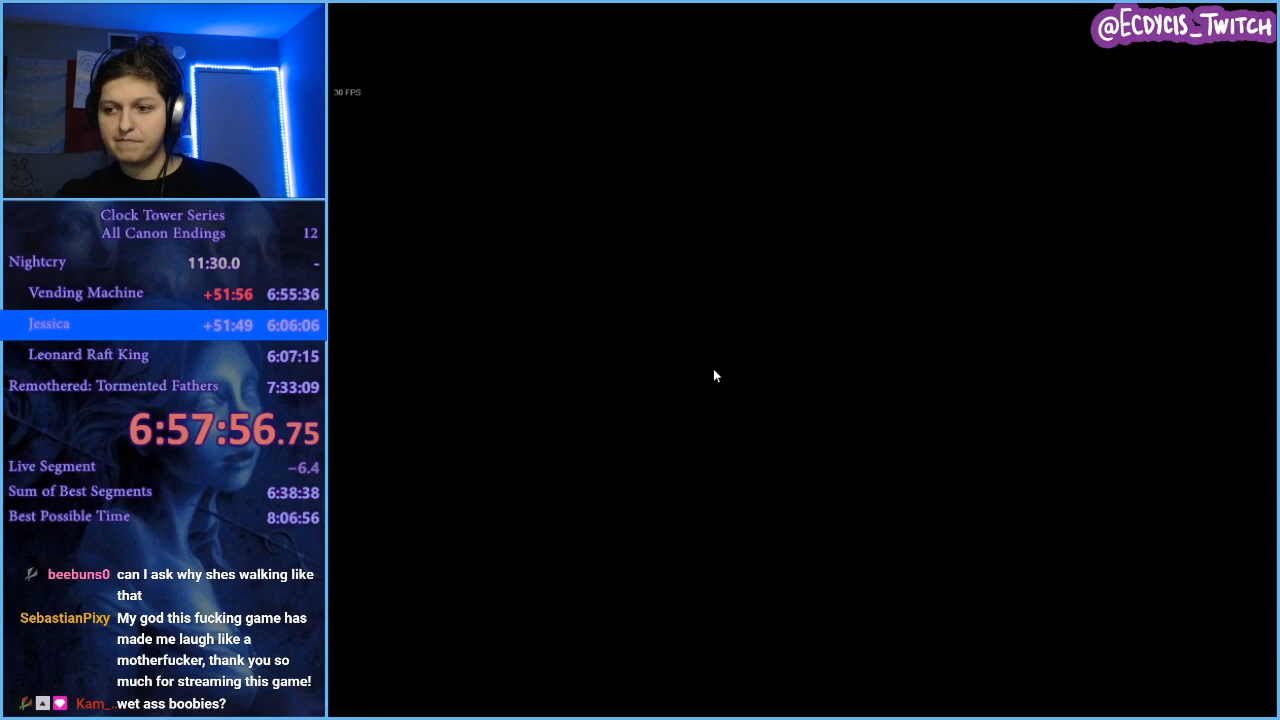 @ECDYCIS_TWITCH
30 FPS
Clock Tower Series
All Canon Endings 12
Nightcry 11:30.0 -
Vending Machine +51:56 6:55:36
Jessica +51:49 6:06:06
Leonard Raft King 6:07:15
Remothered: Tormented Fathers 7:33:09
6:57:56.75
Live Segment −6.4
Sum of Best Segments 6:38:38
Best Possible Time 8:06:56
beebuns0 can I ask why shes walking like
that
SebastianPixy My god this fucking game has
made me laugh like a
motherfucker, thank you so
much for streaming this game!
Kam_... wet ass boobies?